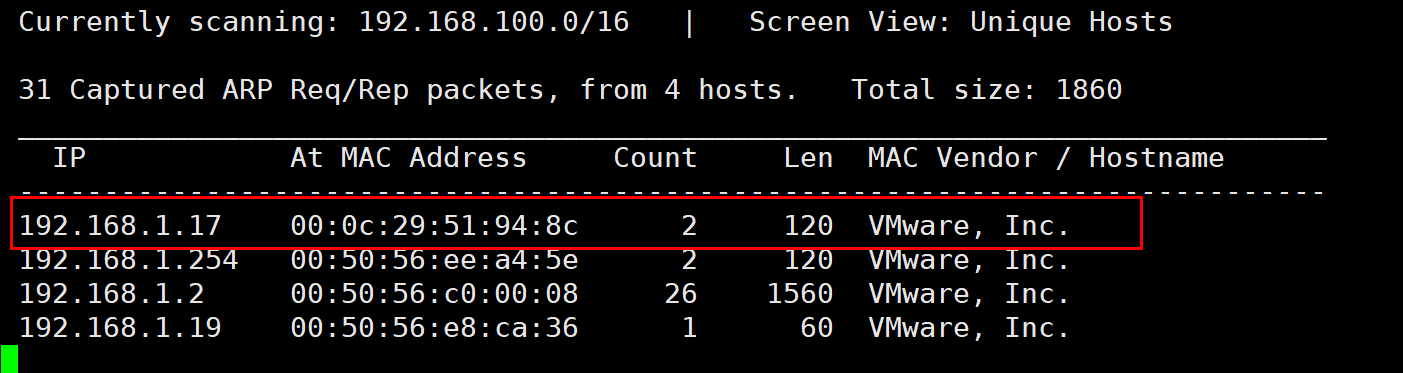 Currently scanning: 192.168.100.0/16   |   Screen View: Unique Hosts
31 Captured ARP Req/Rep packets, from 4 hosts.   Total size: 1860
_____________________________________________________________________________
  IP            At MAC Address     Count     Len  MAC Vendor / Hostname
-----------------------------------------------------------------------------
192.168.1.17    00:0c:29:51:94:8c      2     120  VMware, Inc.
192.168.1.254   00:50:56:ee:a4:5e      2     120  VMware, Inc.
192.168.1.2     00:50:56:c0:00:08     26    1560  VMware, Inc.
192.168.1.19    00:50:56:e8:ca:36      1      60  VMware, Inc.